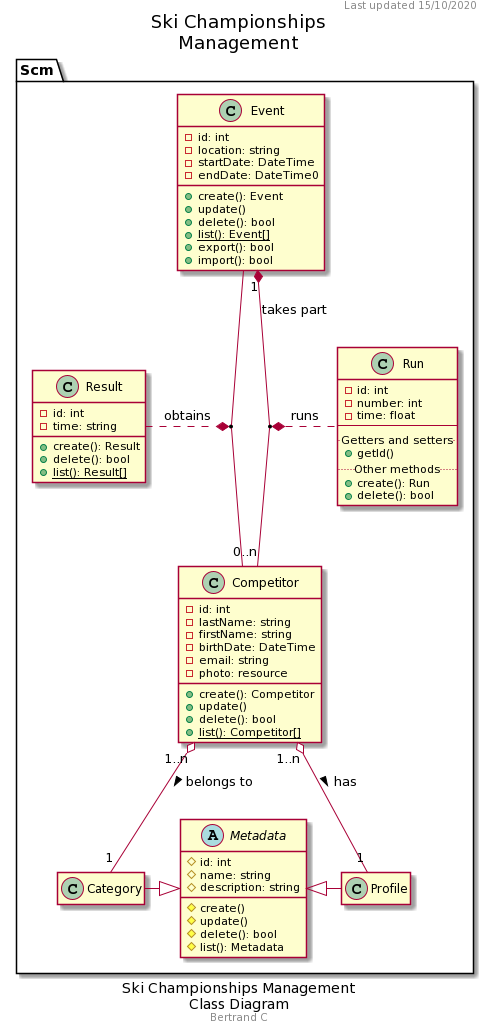 Last updated 15/10/2020
Ski Championships
Management
Scm
C Event
id: int
location: string
startDate: DateTime
endDate: DateTime0
create(): Event
update()
delete(): bool
list(): Event[]
export(): bool
import(): bool
1
takes part
C Result
id: int
time: string
create(): Result
delete(): bool
list(): Result[]
obtains
runs
C Run
id: int
number: int
time: float
Getters and setters
getId()
Other methods
create(): Run
delete(): bool
0..n
C Competitor
id: int
lastName: string
firstName: string
birthDate: DateTime
email: string
photo: resource
create(): Competitor
update()
delete(): bool
list(): Competitor[]
1..n
1..n
belongs to
has
1
1
A Metadata
id: int
name: string
description: string
create()
update()
delete(): bool
list(): Metadata
C Category
C Profile
Ski Championships Management
Class Diagram
Bertrand C